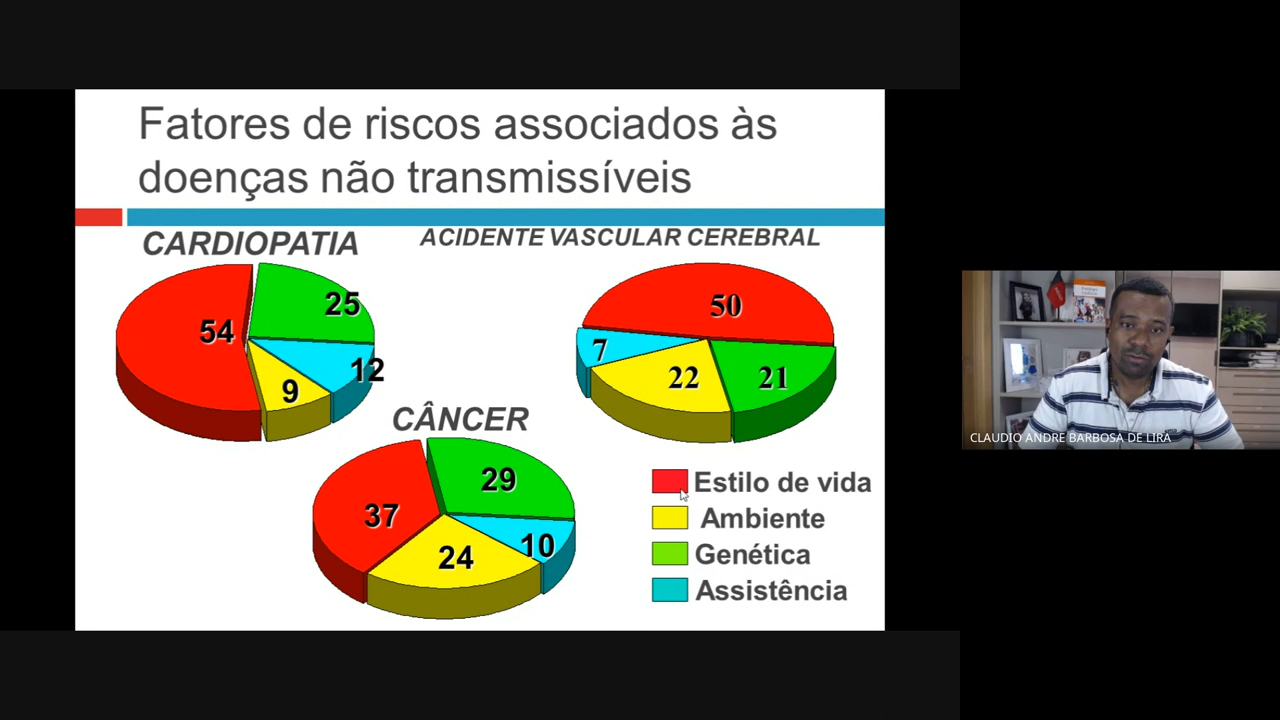 Fatores de riscos associados às
doenças não transmissíveis
CARDIOPATIA
ACIDENTE VASCULAR CEREBRAL
54
25
12
9
50
7
22
21
CÂNCER
37
29
10
24
Estilo de vida
Ambiente
Genética
Assistência
CLAUDIO ANDRE BARBOSA DE LIRA